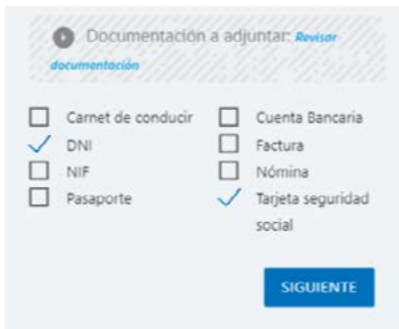 Documentación a adjuntar: Revisar
documentación
Carnet de conducir
DNI
NIF
Pasaporte
Cuenta Bancaria
Factura
Nómina
Tarjeta seguridad
social
SIGUIENTE